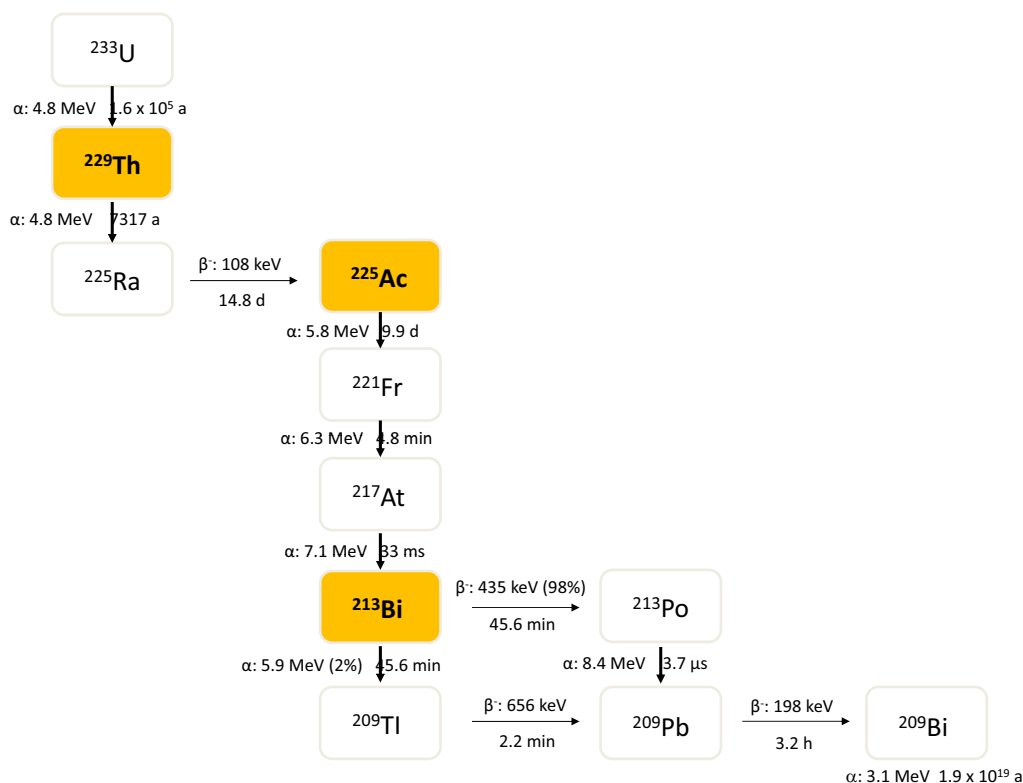 ²³³U
α: 4.8 MeV 1.6 x 10⁵ a
²²⁹Th
α: 4.8 MeV 7317 a
²²⁵Ra
β⁻: 108 keV
14.8 d
²²⁵Ac
α: 5.8 MeV 9.9 d
²²¹Fr
α: 6.3 MeV 4.8 min
²¹⁷At
α: 7.1 MeV 33 ms
²¹³Bi
β⁻: 435 keV (98%)
45.6 min
²¹³Po
α: 5.9 MeV (2%) 45.6 min
α: 8.4 MeV 3.7 µs
²⁰⁹Tl
β⁻: 656 keV
2.2 min
²⁰⁹Pb
β⁻: 198 keV
3.2 h
²⁰⁹Bi
α: 3.1 MeV 1.9 x 10¹⁹ a